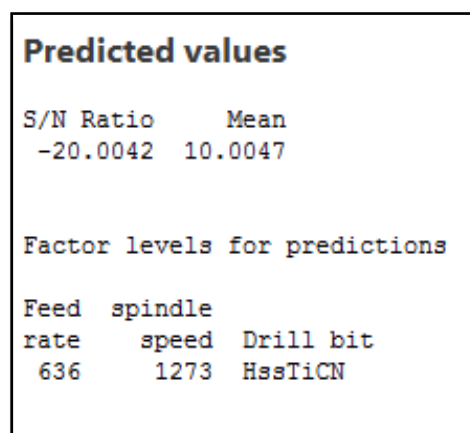 Predicted values
S/N Ratio Mean
-20.0042 10.0047
Factor levels for predictions
Feed spindle
rate speed Drill bit
636 1273 HssTiCN